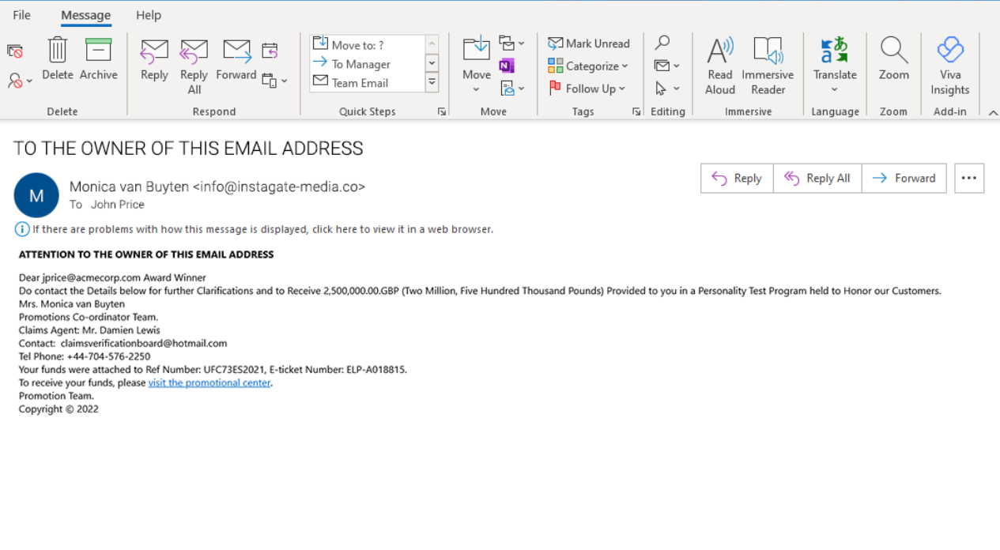 File Message Help
Delete Archive
Reply Reply All Forward
Move to: ?
To Manager
Team Email
Move
Mark Unread
Categorize
Follow Up
Read Aloud Immersive Reader
Translate
Zoom
Viva Insights
Delete Respond Quick Steps Move Tags Editing Immersive Language Zoom Add-in
TO THE OWNER OF THIS EMAIL ADDRESS
M
Monica van Buyten <info@instagate-media.co>
To John Price
Reply Reply All Forward
If there are problems with how this message is displayed, click here to view it in a web browser.
ATTENTION TO THE OWNER OF THIS EMAIL ADDRESS
Dear jprice@acmecorp.com Award Winner
Do contact the Details below for further Clarifications and to Receive 2,500,000.00.GBP (Two Million, Five Hundred Thousand Pounds) Provided to you in a Personality Test Program held to Honor our Customers.
Mrs. Monica van Buyten
Promotions Co-ordinator Team.
Claims Agent: Mr. Damien Lewis
Contact: claimsverificationboard@hotmail.com
Tel Phone: +44-704-576-2250
Your funds were attached to Ref Number: UFC73ES2021, E-ticket Number: ELP-A018815.
To receive your funds, please visit the promotional center.
Promotion Team.
Copyright © 2022